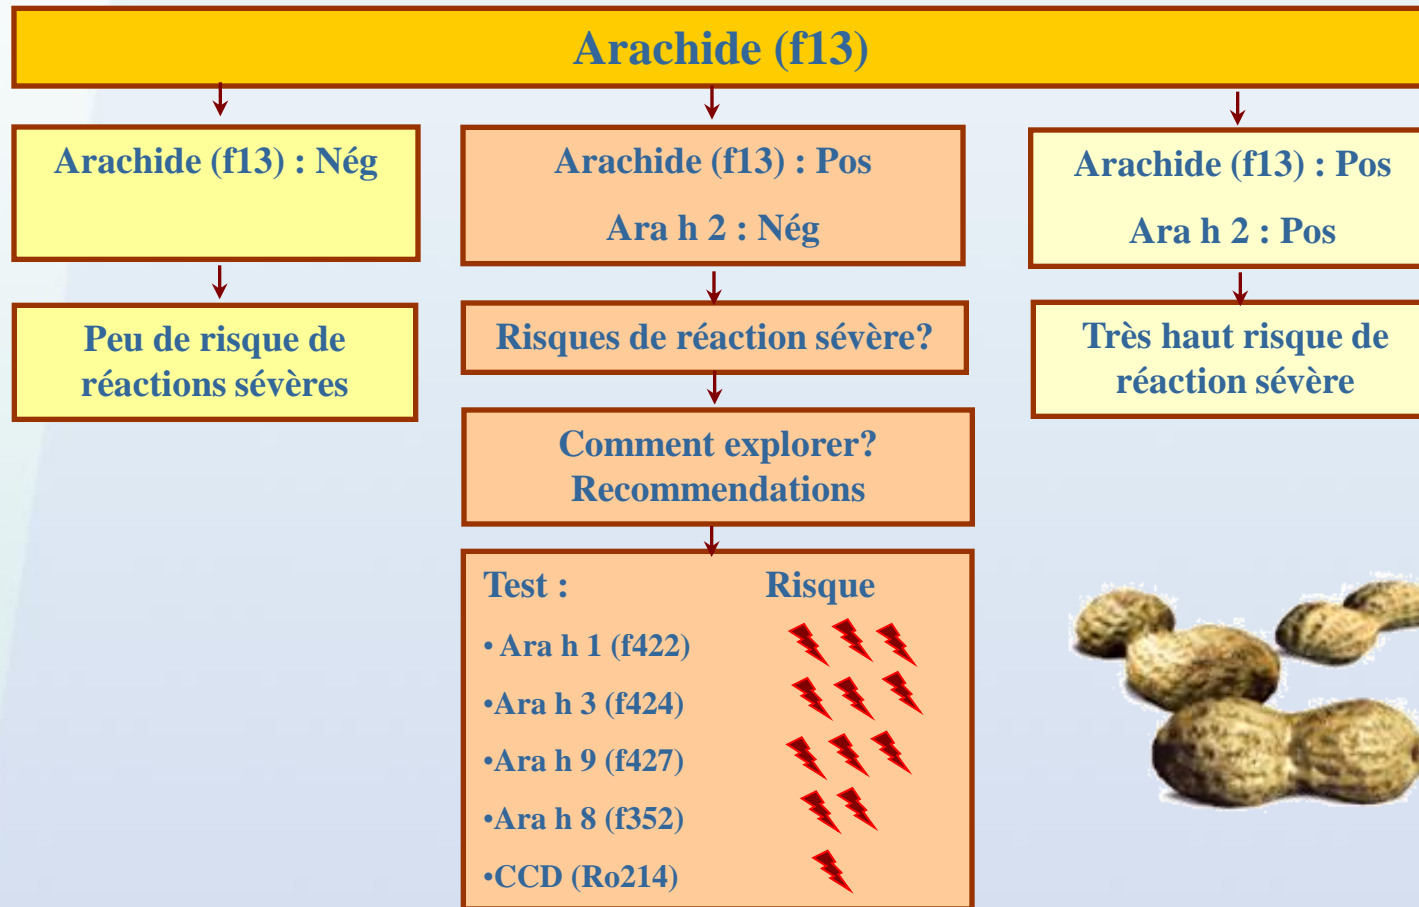 Arachide (f13)
Arachide (f13) : Nég
Peu de risque de
réactions sévères
Arachide (f13) : Pos
Ara h 2 : Nég
Risques de réaction sévère?
Comment explorer?
Recommendations
Test : Risque
• Ara h 1 (f422)
•Ara h 3 (f424)
•Ara h 9 (f427)
•Ara h 8 (f352)
•CCD (Ro214)
Arachide (f13) : Pos
Ara h 2 : Pos
Très haut risque de
réaction sévère